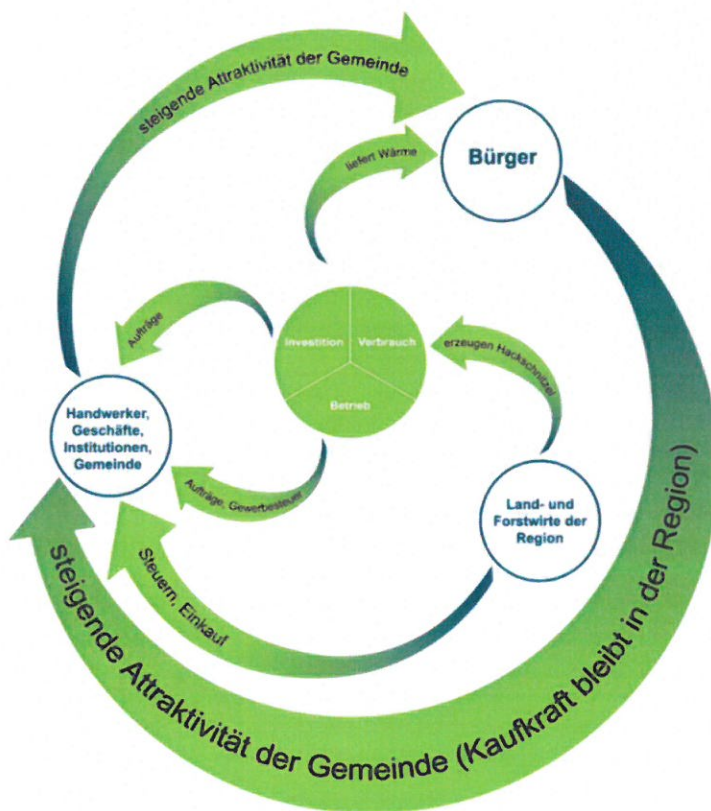 steigende Attraktivität der Gemeinde
liefert Wärme
Bürger
Aufträge
Investition
Verbrauch
Betrieb
erzeugen Hackschnitzel
Handwerker,
Geschäfte,
Institutionen,
Gemeinde
Aufträge, Gewerbesteuer
Land- und
Forstwirte der
Region
Steuern, Einkauf
steigende Attraktivität der Gemeinde (Kaufkraft bleibt in der Region)